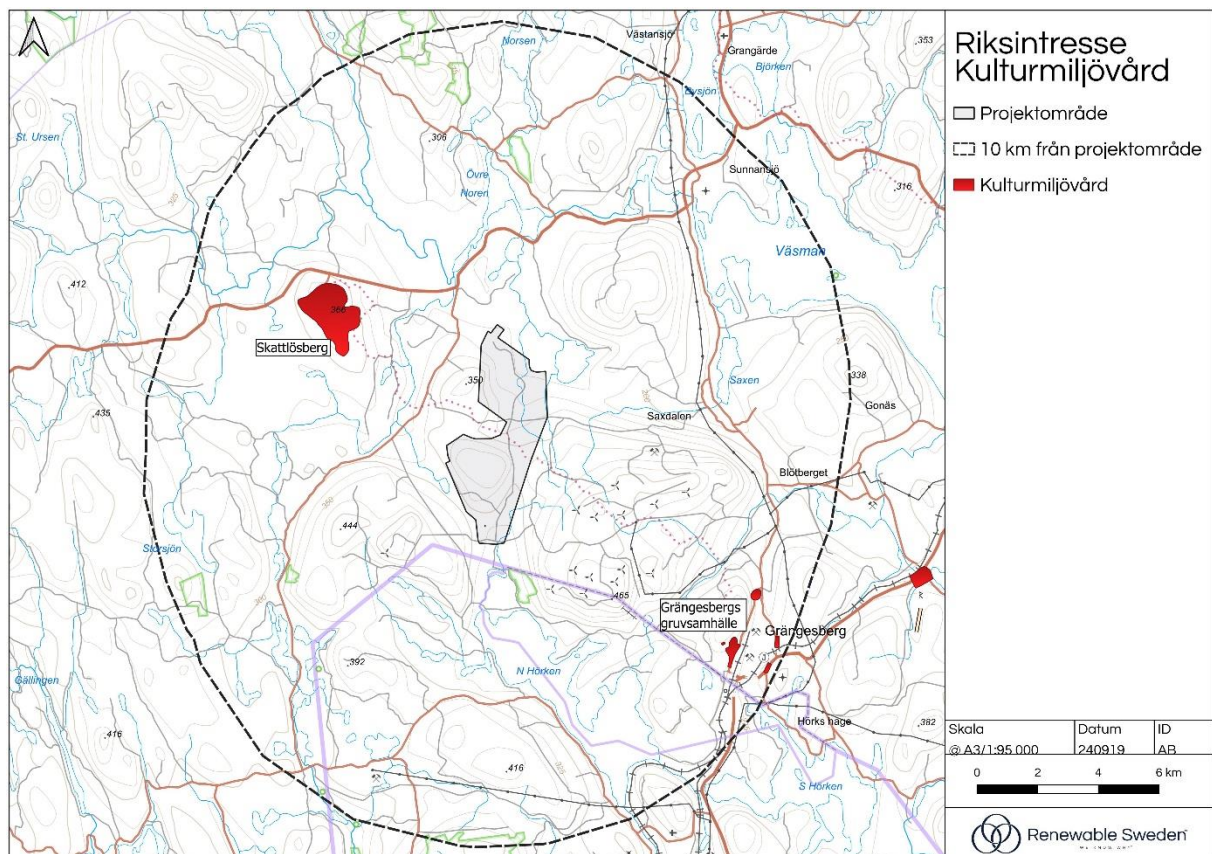 Riksintresse
Kulturmiljövård
Projektområde
10 km från projektområde
Kulturmiljövård
Skala
@ A3/1:95 000
Datum
240919
ID
AB
0 2 4 6 km
Renewable Sweden
Västansjö
Grangärde
353
Norsen
Björken
Bysjön
St. Ursen
306
Övre
Noren
Sunnansjö
316
Väsman
412
366
Skattlösberg
350
338
Saxen
Gonäs
435
Saxdalen
Blötberget
444
Storsjön
465
Grängesbergs
gruvsamhälle
Grängesberg
392
N Hörken
Gällingen
416
Hörks hage
382
416
S Hörken